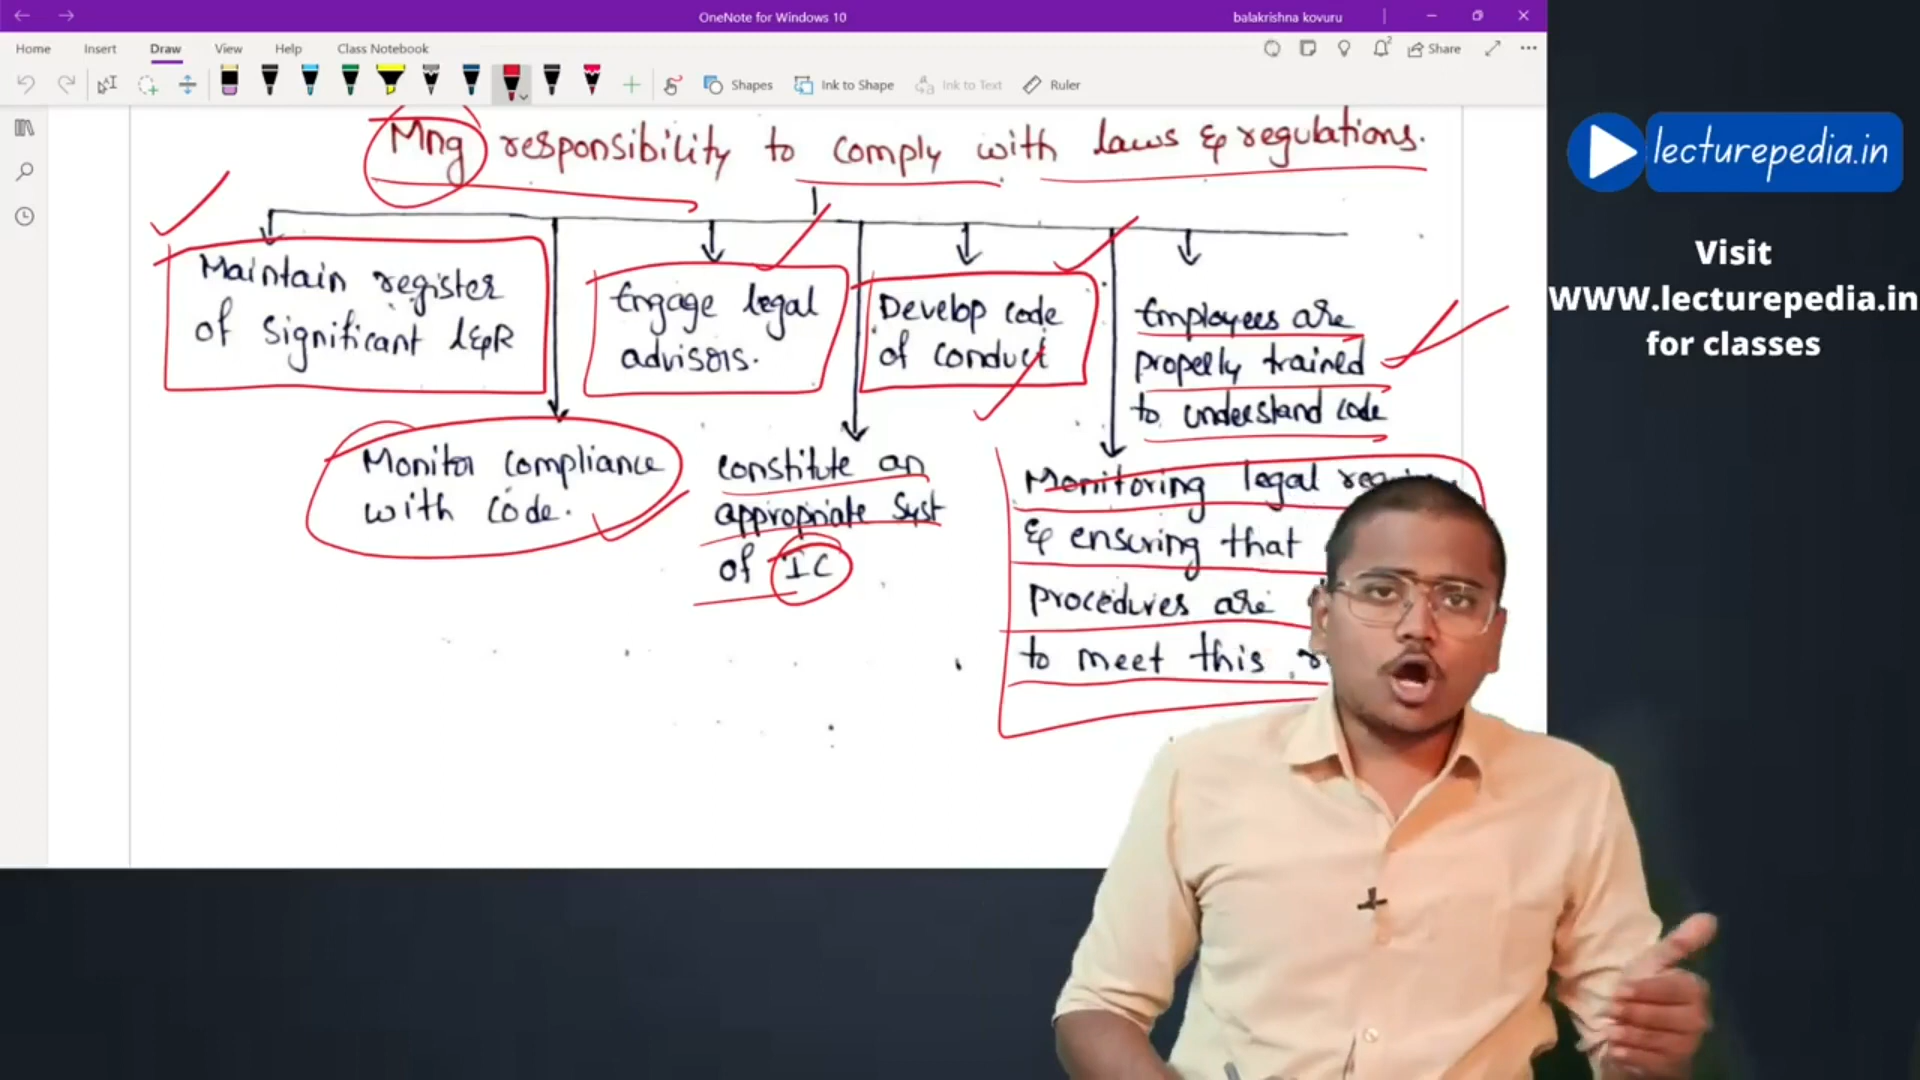 OneNote for Windows 10
balakrishna kovuru
Home
Insert
Draw
View
Help
Class Notebook
2
Share
Shapes
Ink to Shape
Ink to Text
Ruler
Mng responsibility to comply with laws & regulations.
Maintain register
of significant L&R
Engage legal
advisors.
Develop code
of conduct
Employees are
properly trained
to understand code
Monitor compliance
with code.
constitute an
appropriate syst
of IC
Monitoring legal
& ensuring that
procedures are
to meet this
lecturepedia.in
Visit
WWW.lecturepedia.in
for classes